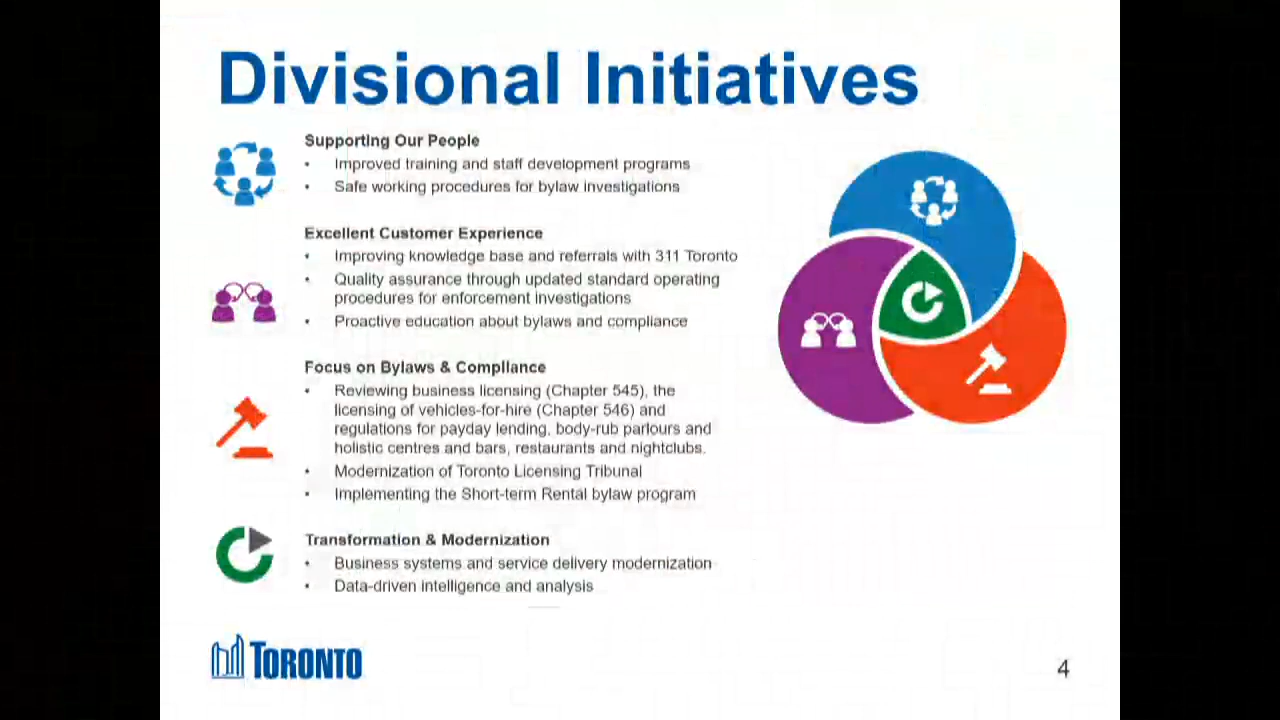 Divisional Initiatives
Supporting Our People
• Improved training and staff development programs
• Safe working procedures for bylaw investigations
Excellent Customer Experience
• Improving knowledge base and referrals with 311 Toronto
• Quality assurance through updated standard operating
procedures for enforcement investigations
• Proactive education about bylaws and compliance
Focus on Bylaws & Compliance
• Reviewing business licensing (Chapter 545), the
licensing of vehicles-for-hire (Chapter 546) and
regulations for payday lending, body-rub parlours and
holistic centres and bars, restaurants and nightclubs.
• Modernization of Toronto Licensing Tribunal
• Implementing the Short-term Rental bylaw program
Transformation & Modernization
• Business systems and service delivery modernization
• Data-driven intelligence and analysis
TORONTO
4